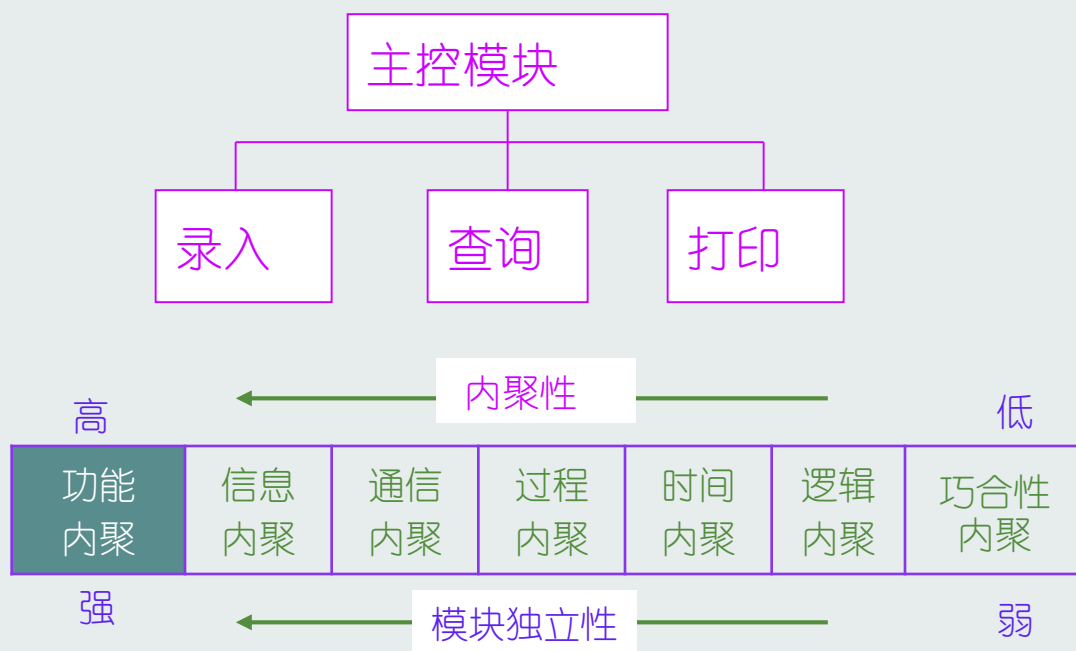 主控模块
录入
查询
打印
内聚性
高
低
功能
内聚
信息
内聚
通信
内聚
过程
内聚
时间
内聚
逻辑
内聚
巧合性
内聚
强
模块独立性
弱